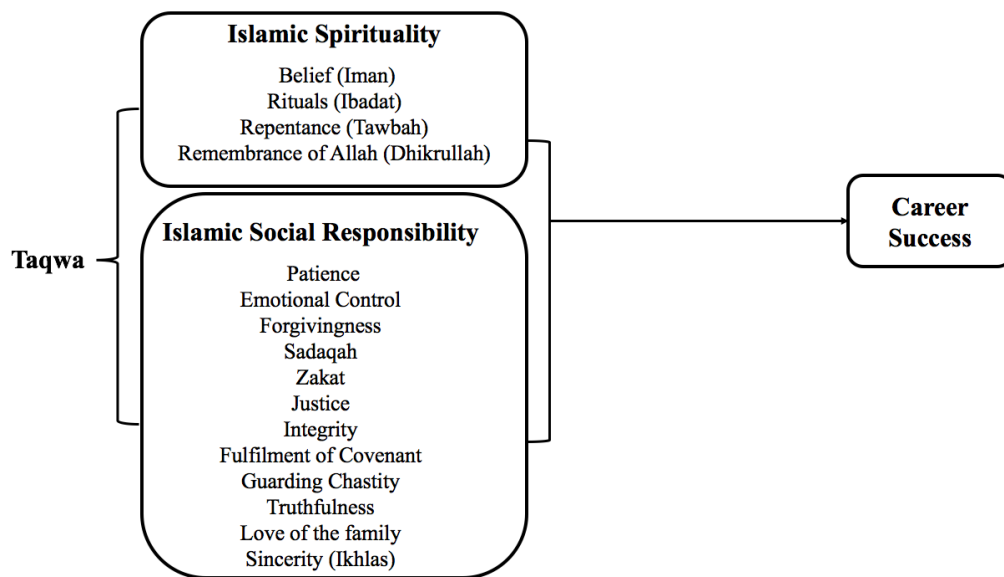 Islamic Spirituality
Belief (Iman)
Rituals (Ibadat)
Repentance (Tawbah)
Remembrance of Allah (Dhikrullah)
Taqwa
Islamic Social Responsibility
Patience
Emotional Control
Forgivingness
Sadaqah
Zakat
Justice
Integrity
Fulfilment of Covenant
Guarding Chastity
Truthfulness
Love of the family
Sincerity (Ikhlas)
Career
Success